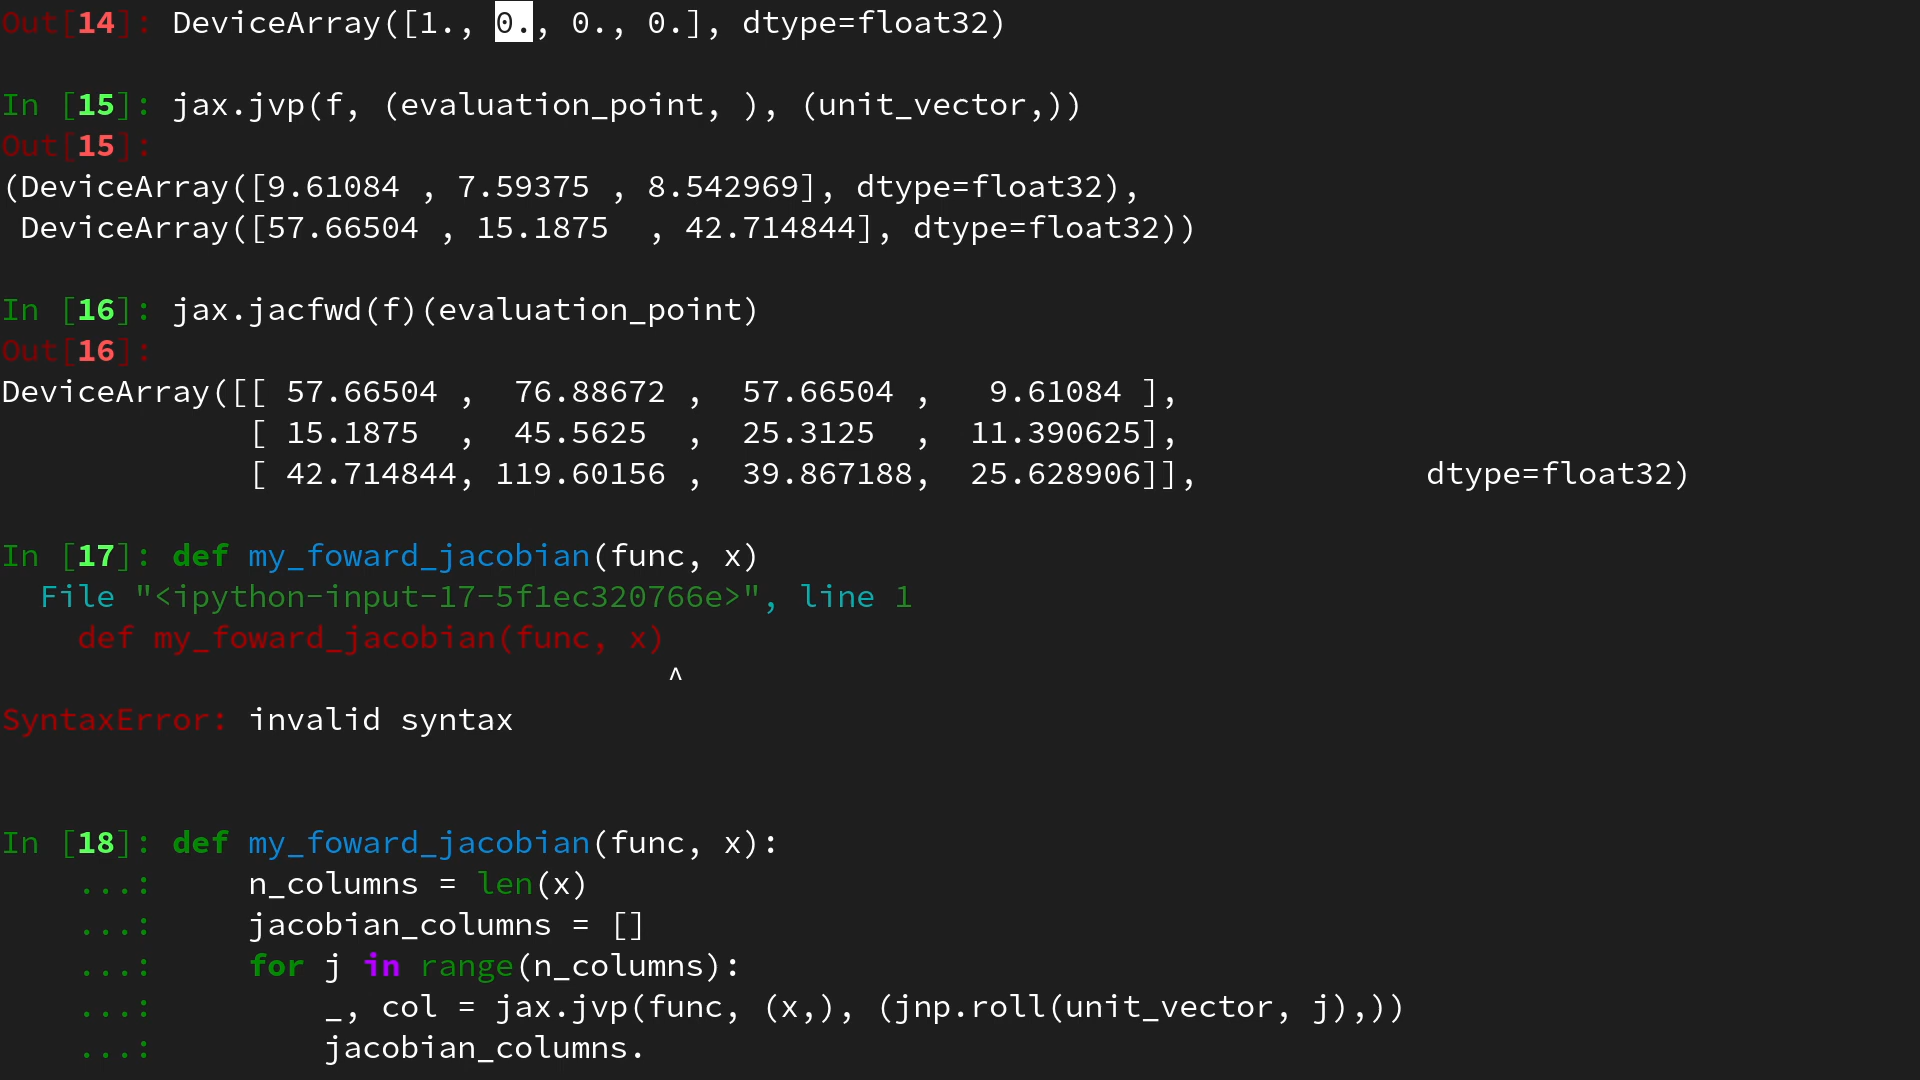 Out[14]: DeviceArray([1., 0., 0., 0.], dtype=float32)
In [15]: jax.jvp(f, (evaluation_point, ), (unit_vector,))
Out[15]:
(DeviceArray([9.61084 , 7.59375 , 8.542969], dtype=float32),
 DeviceArray([57.66504 , 15.1875  , 42.714844], dtype=float32))
In [16]: jax.jacfwd(f)(evaluation_point)
Out[16]:
DeviceArray([[ 57.66504 ,  76.88672 ,  57.66504 ,   9.61084 ],
             [ 15.1875  ,  45.5625  ,  25.3125  ,  11.390625],
             [ 42.714844, 119.60156 ,  39.867188,  25.628906]],            dtype=float32)
In [17]: def my_foward_jacobian(func, x)
  File "<ipython-input-17-5f1ec320766e>", line 1
    def my_foward_jacobian(func, x)
                                   ^
SyntaxError: invalid syntax
In [18]: def my_foward_jacobian(func, x):
    ...:     n_columns = len(x)
    ...:     jacobian_columns = []
    ...:     for j in range(n_columns):
    ...:         _, col = jax.jvp(func, (x,), (jnp.roll(unit_vector, j),))
    ...:         jacobian_columns.